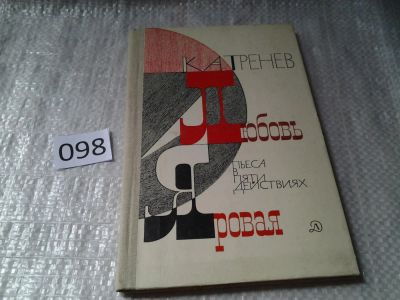 К. А. ТРЕНЕВ
Любовь
ПЬЕСА
В
ПЯТИ
ДЕЙСТВИЯХ
Яровая
098